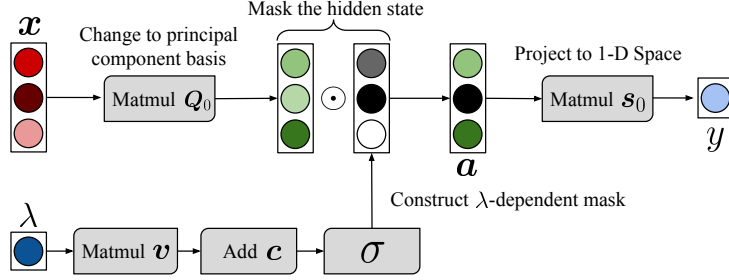 Mask the hidden state
x
Change to principal
component basis
Matmul Q₀
⊙
Project to 1-D Space
Matmul s₀
y
a
Construct λ-dependent mask
λ
Matmul v
Add c
σ